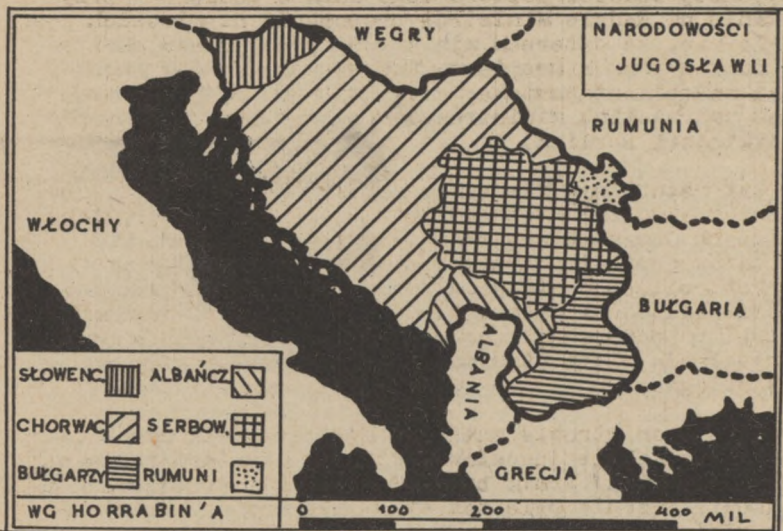 WĘGRY
NARODOWOŚCI
JUGOSŁAWLI
RUMUNIA
WŁOCHY
BUŁGARIA
ALBANIA
GRECJA
SŁOWENC. ALBAŃCZ
CHORWAC SERBOW.
BUŁGARZY RUMUNI
WG HORRABIN'A
0 100 200 400 MIL